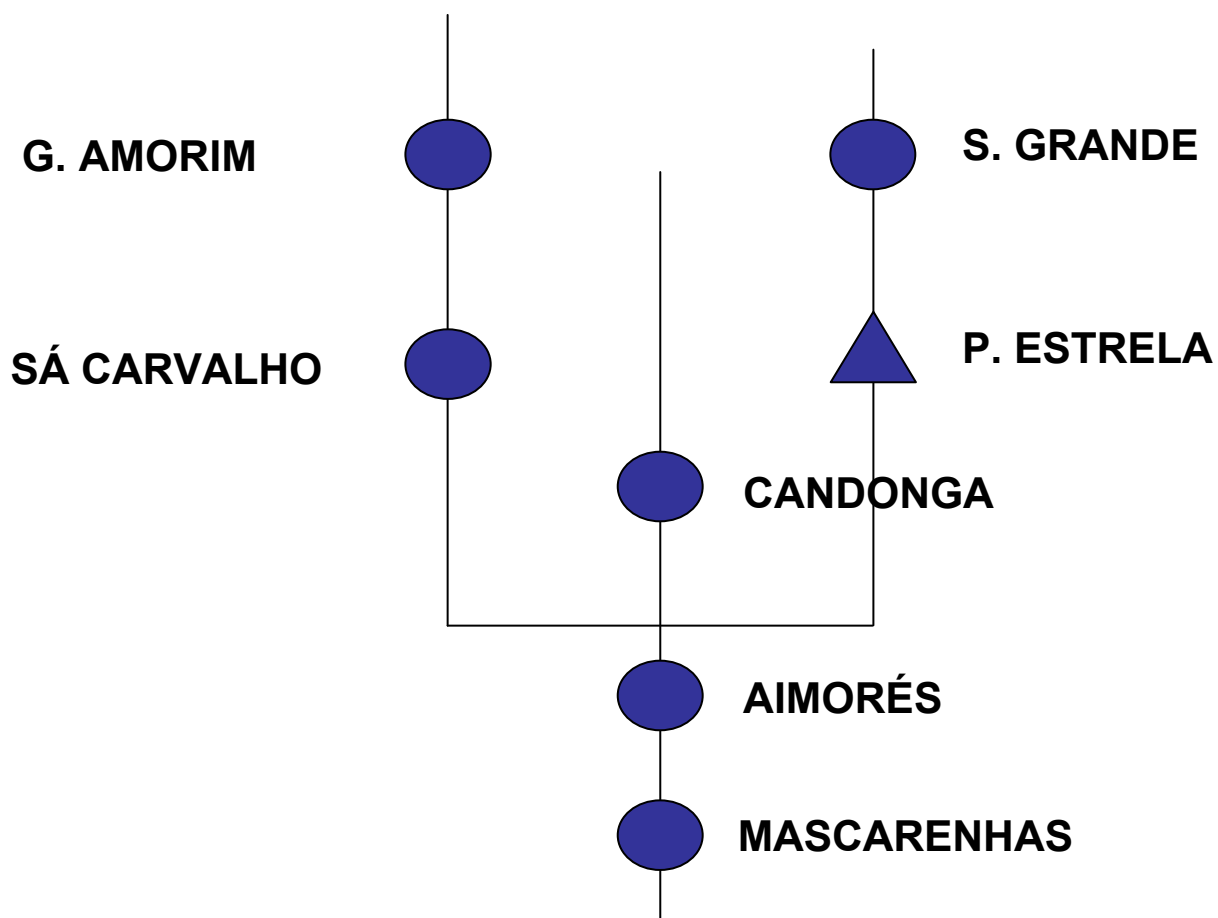 G. AMORIM
S. GRANDE
SÁ CARVALHO
P. ESTRELA
CANDONGA
AIMORÉS
MASCARENHAS